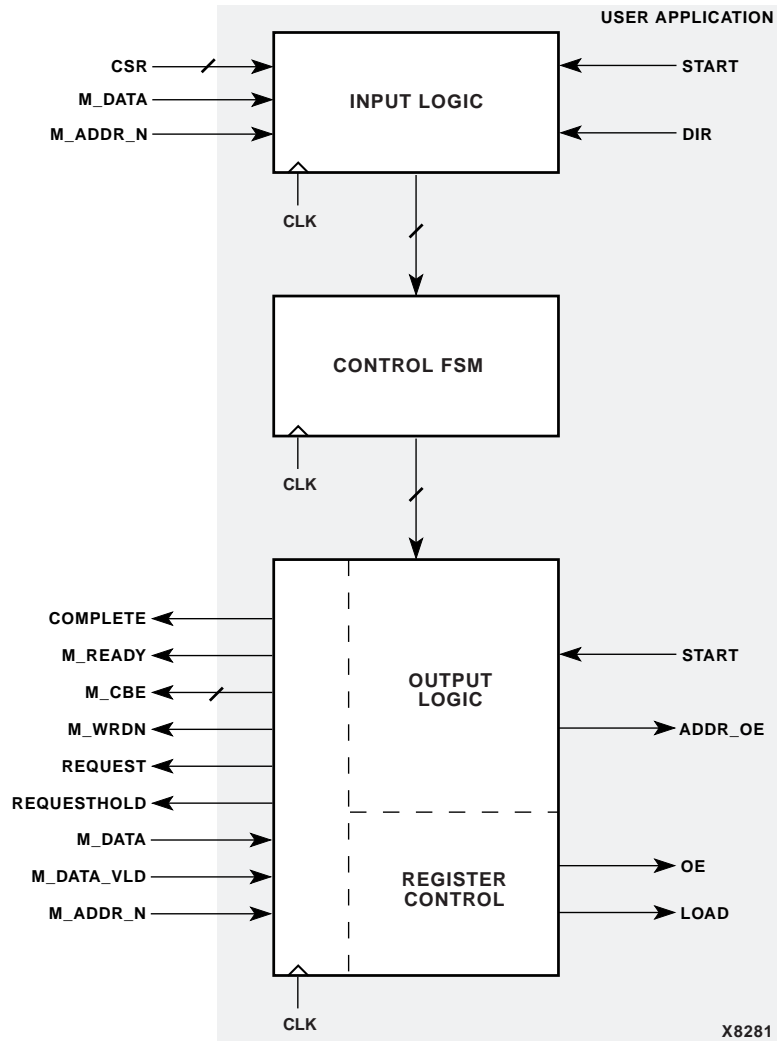 USER APPLICATION
CSR
M_DATA
M_ADDR_N
INPUT LOGIC
START
DIR
CLK
CONTROL FSM
CLK
COMPLETE
M_READY
M_CBE
M_WRDN
REQUEST
REQUESTHOLD
M_DATA
M_DATA_VLD
M_ADDR_N
OUTPUT
LOGIC
REGISTER
CONTROL
START
ADDR_OE
OE
LOAD
CLK
X8281